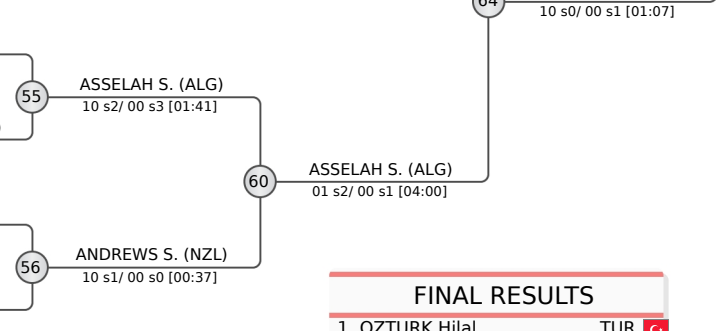 64
10 s0/ 00 s1 [01:07]
55
ASSELAH S. (ALG)
10 s2/ 00 s3 [01:41]
60
ASSELAH S. (ALG)
01 s2/ 00 s1 [04:00]
56
ANDREWS S. (NZL)
10 s1/ 00 s0 [00:37]
FINAL RESULTS
1. OZTURK Hilal TUR